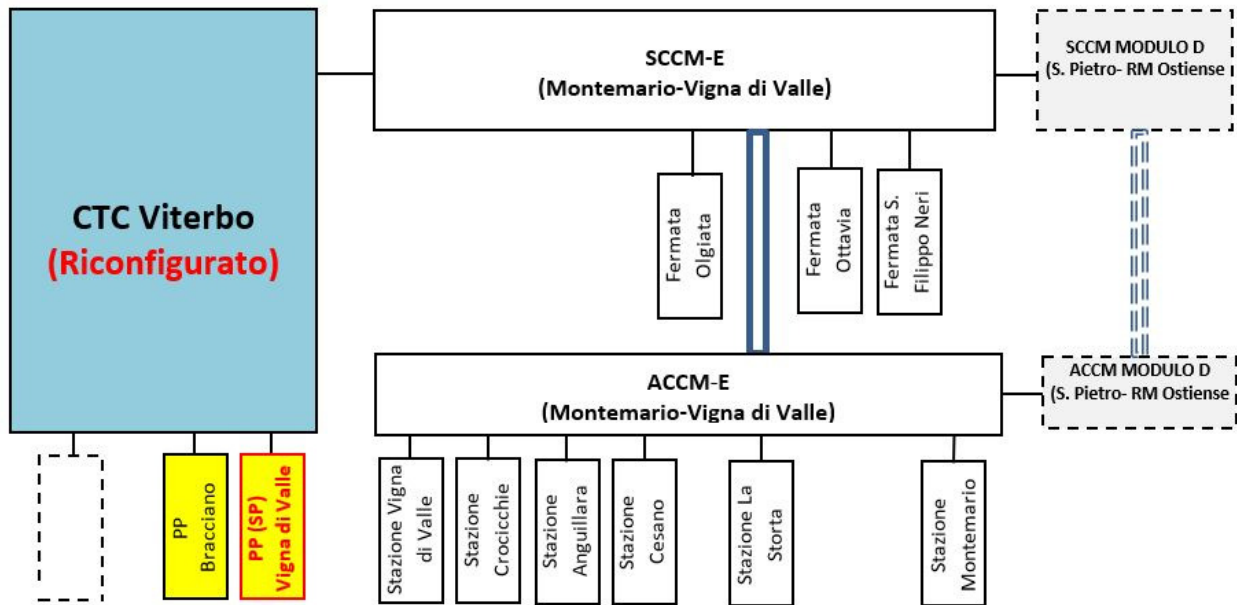 SCCM-E
(Montemario-Vigna di Valle)
SCCM MODULO D
(S. Pietro- RM Ostiense
CTC Viterbo
(Riconfigurato)
Fermata
Olgiata
Fermata
Ottavia
Fermata S.
Filippo Neri
ACCM-E
(Montemario-Vigna di Valle)
ACCM MODULO D
(S. Pietro- RM Ostiense
PP
Bracciano
PP (SP)
Vigna di Valle
Stazione Vigna
di Valle
Stazione
Crocicchie
Stazione
Anguillara
Stazione
Cesano
Stazione La
Storta
Stazione
Montemario